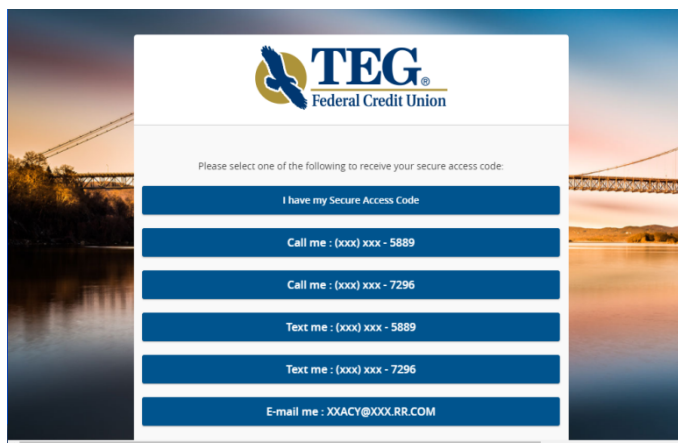 TEG®
Federal Credit Union
Please select one of the following to receive your secure access code:
I have my Secure Access Code
Call me : (xxx) xxx - 5889
Call me : (xxx) xxx - 7296
Text me : (xxx) xxx - 5889
Text me : (xxx) xxx - 7296
E-mail me : XXACY@XXX.RR.COM